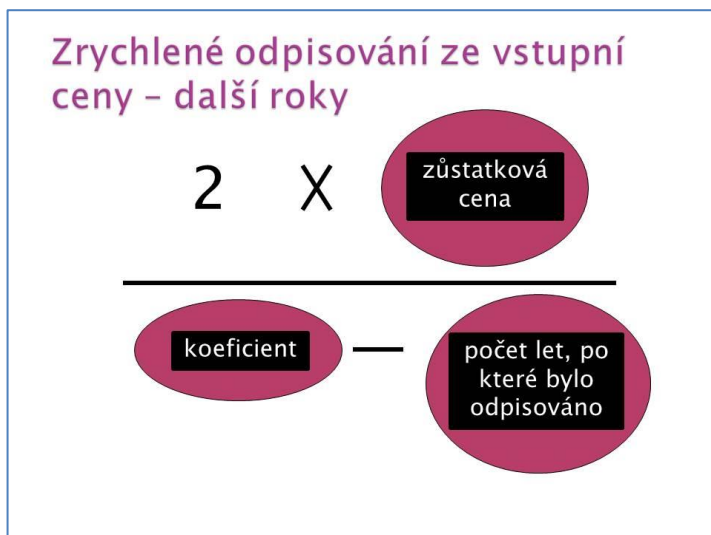 Zrychlené odpisování ze vstupní
ceny – další roky
2 X zůstatková
cena
koeficient — počet let, po
které bylo
odpisováno